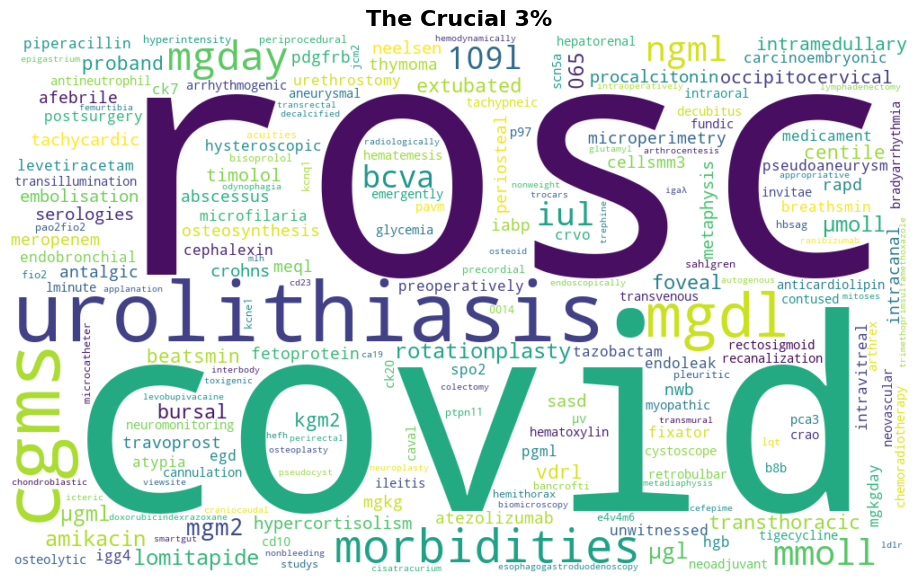 The Crucial 3%
piperacillin hyperintensity periprocedural hemodynamically jcm2 hepatorenal intramedullary
epigastrium proband mgday pdgfrb neelsen thymoma 109l scn5a 065 ngml carcinoembryonic
antineutrophil ck7 arrhythmogenic aneurysmal urethrostomy extubated procalcitonin occipitocervical lymphadenectomy
afebrile femurtibia transrectal decalcified tachypneic intraoperatively intraoral decubitus
postsurgery acuities radiologically p97 microperimetry arthrocentesis fundic medicament
tachycardic hysteroscopic bisoprolol hematemesis periosteal glutamyl cellsmm3 centile bradyarrhythmia
levetiracetam timolol kcnq1 bcva nonweight metaphysis pseudoaneurysm appropriative
transillumination odynophagia emergently trocars igaλ invitae rapd
embolisation abscessus pavm iul trephine breathsmin
serologies microfilaria glycemia iabp crvo hbsag μmoll
pao2fio2 osteosynthesis ranibizumab
meropenem cephalexin mlh osteoid sahlgren intracanal
endobronchial rosc precordial endoscopically autogenous trimethoprimsulfamethoxazole
fio2 antalgic crohns meql cd23 preoperatively foveal anticardiolipin
lminute applanation kcne1 0014 transvenous contused mitoses
urolithiasis mgdl
cgms microcatheter beatsmin fetoprotein ca19 rotationplasty tazobactam endoleak rectosigmoid recanalization arthrex
interbody toxigenic ck20 spo2 colectomy pleuritic intravitreal neovascular
levobupivacaine bursal hefh kgm2 ptpn11 sasd nwb myopathic transmural pca3 chemoradiotherapy
neuromonitoring perirectal μv hematoxylin fixator lqt crao
travoprost osteoplasty caval pgml cystoscope
atypia egd neuroplasty vdrl retrobulbar b8b
chondroblastic viewsite cannulation pseudocyst ileitis bancrofti metadiaphysis
icteric covid mgkg hemithorax biomicroscopy mgkgday
μgml doxorubicindexrazoxane craniocaudal e4v4m6 cefepime
amikacin mgm2 hypercortisolism atezolizumab unwitnessed transthoracic
smartgut cd10 morbidities hgb tigecycline
osteolytic igg4 lomitapide nonbleeding studys μgl neoadjuvant mmoll ldlr
cisatracurium esophagogastroduodenoscopy